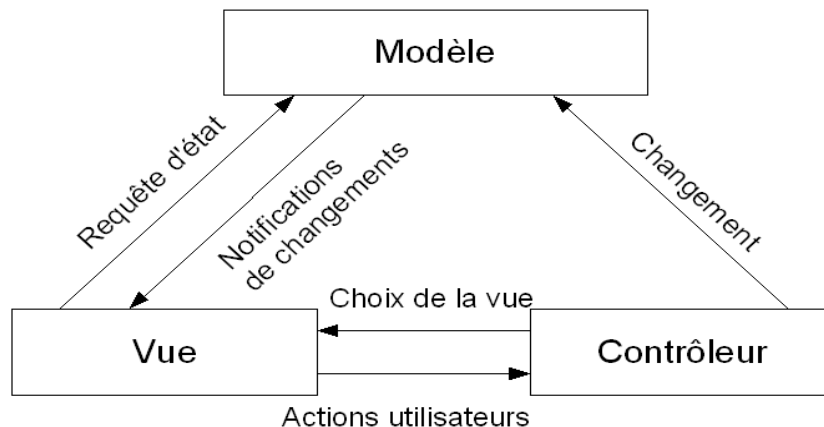 Modèle
Requête d'état
Notifications
de changements
Changement
Choix de la vue
Vue
Contrôleur
Actions utilisateurs